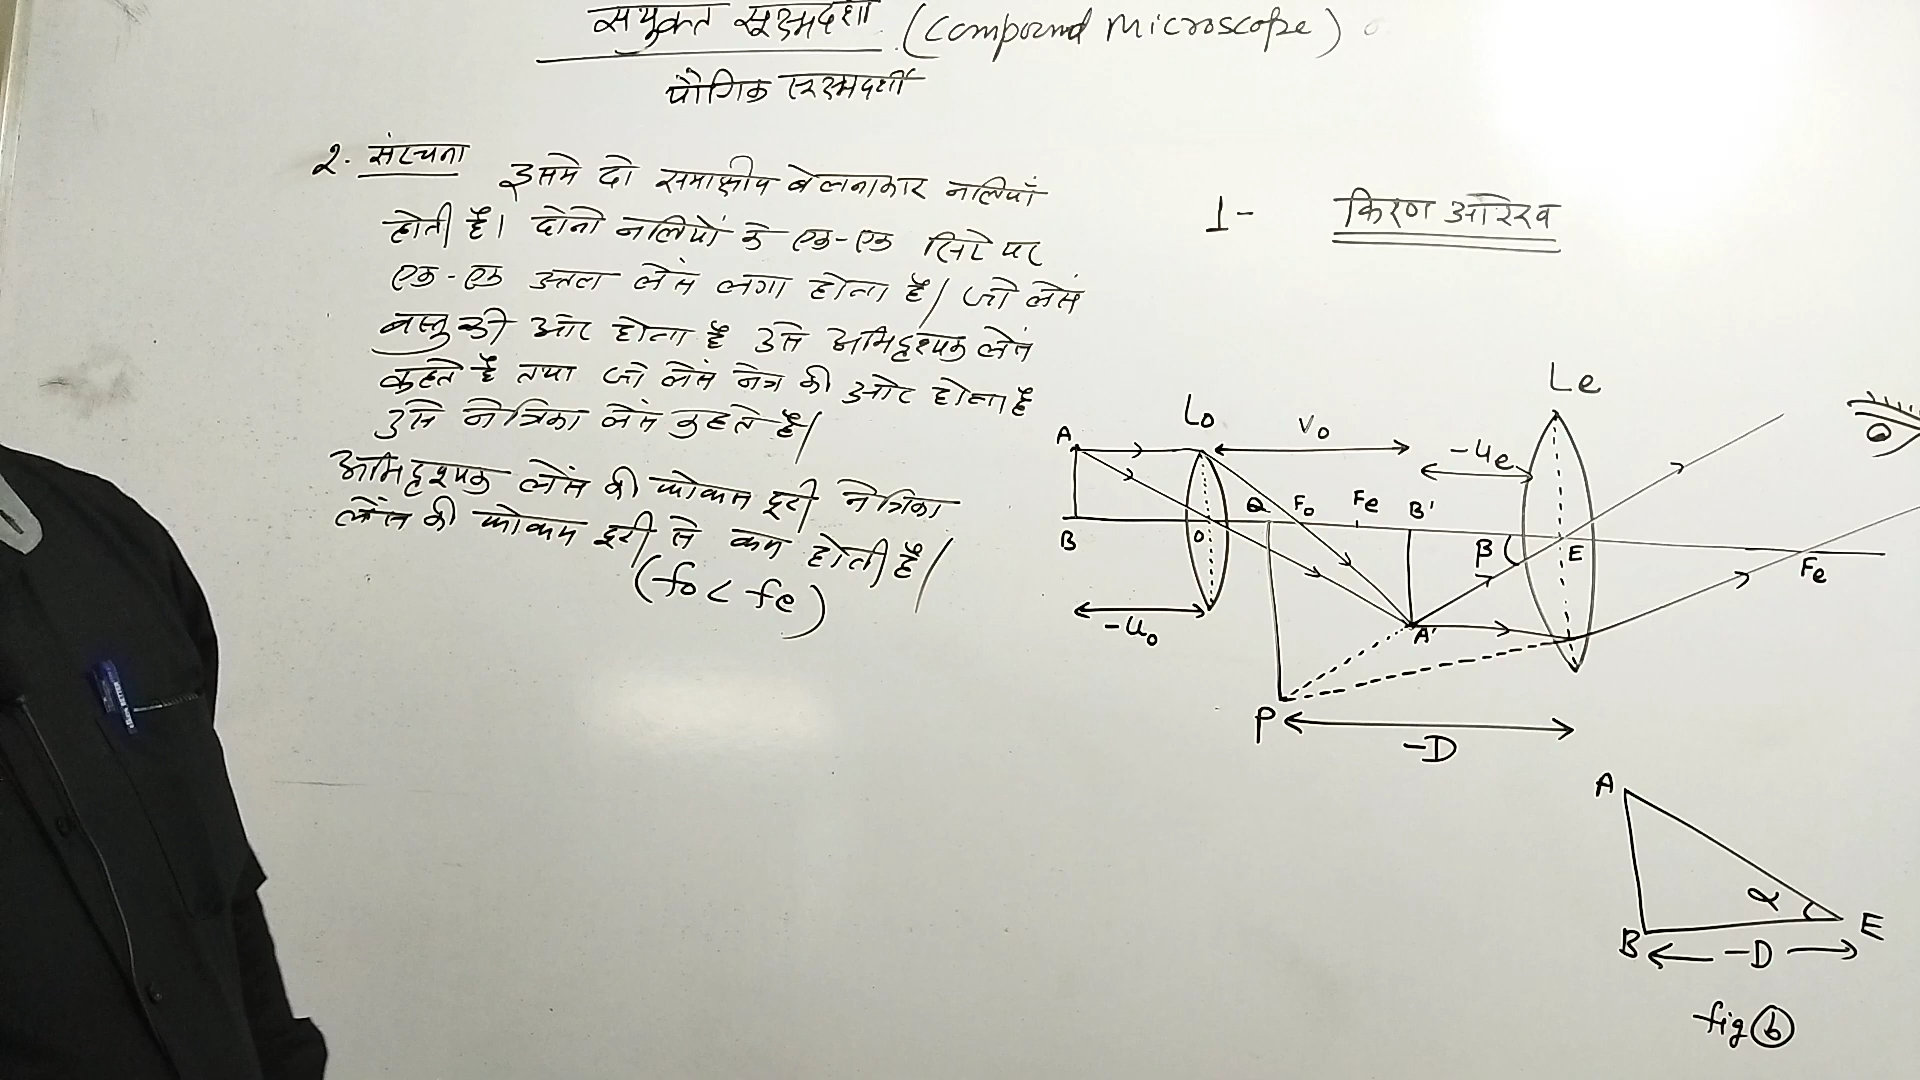 संयुक्त सूक्ष्मदर्शी (Compound Microscope)
यौगिक सूक्ष्मदर्शी
2. संरचना इसमे दो समाक्षीय बेलनाकार नलियाँ
होती है। दोनो नलियों के एक-एक सिरे पर
एक-एक उत्तल लेंस लगा होता है। जो लेंस
वस्तु की ओर होता है उसे अभिदृश्यक लेंस
कहते है तथा जो लेंस नेत्र की ओर होता है
उसे नेत्रिका लेंस कहते है।
अभिदृश्यक लेंस की फोकस दूरी नेत्रिका
लेंस की फोकस दूरी से कम होती है।
(fo < fe)
1- किरण आरेख
Le
Lo
Vo
-ue
A
B
O
Q
Fo
Fe
B'
β
E
Fe
-uo
A'
P
-D
A
α
B
-D
E
fig b